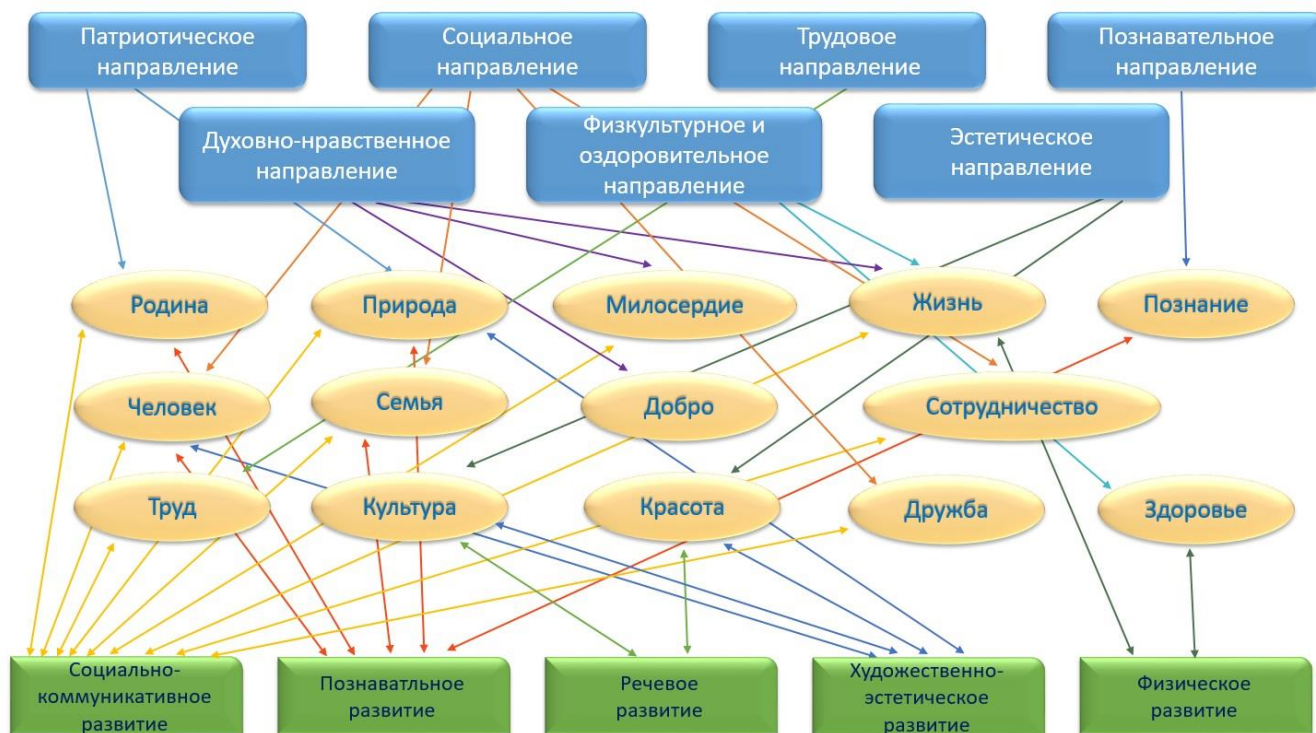 Патриотическое
направление
Социальное
направление
Трудовое
направление
Познавательное
направление
Духовно-нравственное
направление
Физкультурное и
оздоровительное
направление
Эстетическое
направление
Родина
Природа
Милосердие
Жизнь
Познание
Человек
Семья
Добро
Сотрудничество
Труд
Культура
Красота
Дружба
Здоровье
Социально-
коммуникативное
развитие
Познаватльное
развитие
Речевое
развитие
Художественно-
эстетическое
развитие
Физическое
развитие